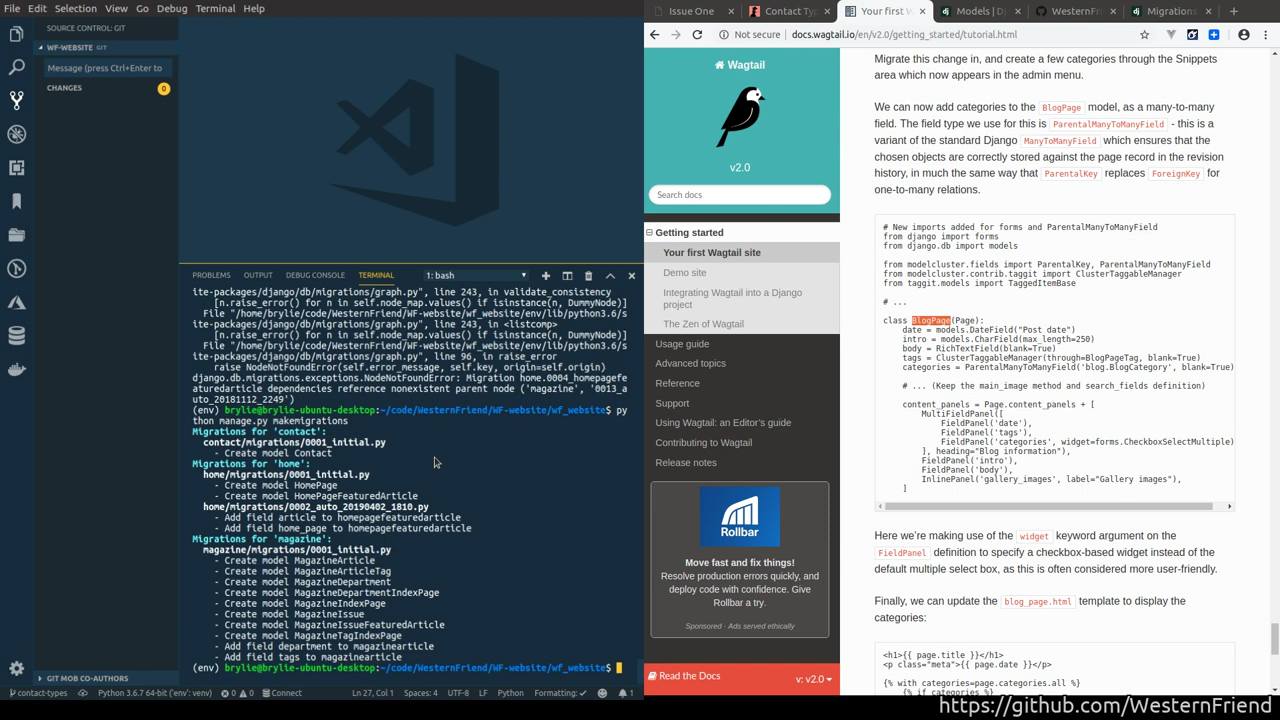 File Edit Selection View Go Debug Terminal Help
SOURCE CONTROL: GIT
WF-WEBSITE GIT
Message (press Ctrl+Enter to
CHANGES 0
PROBLEMS OUTPUT DEBUG CONSOLE TERMINAL 1: bash
ite-packages/django/db/migrations/graph.py", line 243, in validate_consistency
[n.raise_error() for n in self.node_map.values() if isinstance(n, DummyNode)]
File "/home/brylie/code/WesternFriend/WF-website/wf_website/env/lib/python3.6/s
ite-packages/django/db/migrations/graph.py", line 243, in <listcomp>
[n.raise_error() for n in self.node_map.values() if isinstance(n, DummyNode)]
File "/home/brylie/code/WesternFriend/WF-website/wf_website/env/lib/python3.6/s
ite-packages/django/db/migrations/graph.py", line 96, in raise_error
raise NodeNotFoundError(self.error_message, self.key, origin=self.origin)
django.db.migrations.exceptions.NodeNotFoundError: Migration home.0004_homepagefe
aturedarticle dependencies reference nonexistent parent node ('magazine', '0013_a
uto_20181112_2249')
(env) brylie@brylie-ubuntu-desktop:~/code/WesternFriend/WF-website/wf_website$ py
thon manage.py makemigrations
Migrations for 'contact':
contact/migrations/0001_initial.py
- Create model Contact
Migrations for 'home':
home/migrations/0001_initial.py
- Create model HomePage
- Create model HomePageFeaturedArticle
home/migrations/0002_auto_20190402_1810.py
- Add field article to homepagefeaturedarticle
- Add field home_page to homepagefeaturedarticle
Migrations for 'magazine':
magazine/migrations/0001_initial.py
- Create model MagazineArticle
- Create model MagazineArticleTag
- Create model MagazineDepartment
- Create model MagazineDepartmentIndexPage
- Create model MagazineIndexPage
- Create model MagazineIssue
- Create model MagazineIssueFeaturedArticle
- Create model MagazineTagIndexPage
- Add field department to magazinearticle
- Add field tags to magazinearticle
(env) brylie@brylie-ubuntu-desktop:~/code/WesternFriend/WF-website/wf_website$
GIT MOB CO-AUTHORS
contact-types Python 3.6.7 64-bit ('env': venv) 0 0 Connect Ln 27, Col 1 Spaces: 4 UTF-8 LF Python Formatting: ✓ 1
Issue One Contact Typ Your first W Models | D WesternFri Migrations
Not secure docs.wagtail.io/en/v2.0/getting_started/tutorial.html
Wagtail
v2.0
Search docs
Getting started
Your first Wagtail site
Demo site
Integrating Wagtail into a Django
project
The Zen of Wagtail
Usage guide
Advanced topics
Reference
Support
Using Wagtail: an Editor's guide
Contributing to Wagtail
Release notes
Rollbar
Move fast and fix things!
Resolve production errors quickly, and
deploy code with confidence. Give
Rollbar a try.
Sponsored · Ads served ethically
Read the Docs v: v2.0
Migrate this change in, and create a few categories through the Snippets
area which now appears in the admin menu.
We can now add categories to the BlogPage model, as a many-to-many
field. The field type we use for this is ParentalManyToManyField - this is a
variant of the standard Django ManyToManyField which ensures that the
chosen objects are correctly stored against the page record in the revision
history, in much the same way that ParentalKey replaces ForeignKey for
one-to-many relations.
# New imports added for forms and ParentalManyToManyField
from django import forms
from django.db import models
from modelcluster.fields import ParentalKey, ParentalManyToManyField
from modelcluster.contrib.taggit import ClusterTaggableManager
from taggit.models import TaggedItemBase
# ...
class BlogPage(Page):
date = models.DateField("Post date")
intro = models.CharField(max_length=250)
body = RichTextField(blank=True)
tags = ClusterTaggableManager(through=BlogPageTag, blank=True)
categories = ParentalManyToManyField('blog.BlogCategory', blank=True)
# ... (Keep the main_image method and search_fields definition)
content_panels = Page.content_panels + [
MultiFieldPanel([
FieldPanel('date'),
FieldPanel('tags'),
FieldPanel('categories', widget=forms.CheckboxSelectMultiple)
], heading="Blog information"),
FieldPanel('intro'),
FieldPanel('body'),
InlinePanel('gallery_images', label="Gallery images"),
]
Here we're making use of the widget keyword argument on the
FieldPanel definition to specify a checkbox-based widget instead of the
default multiple select box, as this is often considered more user-friendly.
Finally, we can update the blog_page.html template to display the
categories:
<h1>{{ page.title }}</h1>
<p class="meta">{{ page.date }}</p>
{% with categories=page.categories.all %}
{% if categories %}
https://github.com/WesternFriend